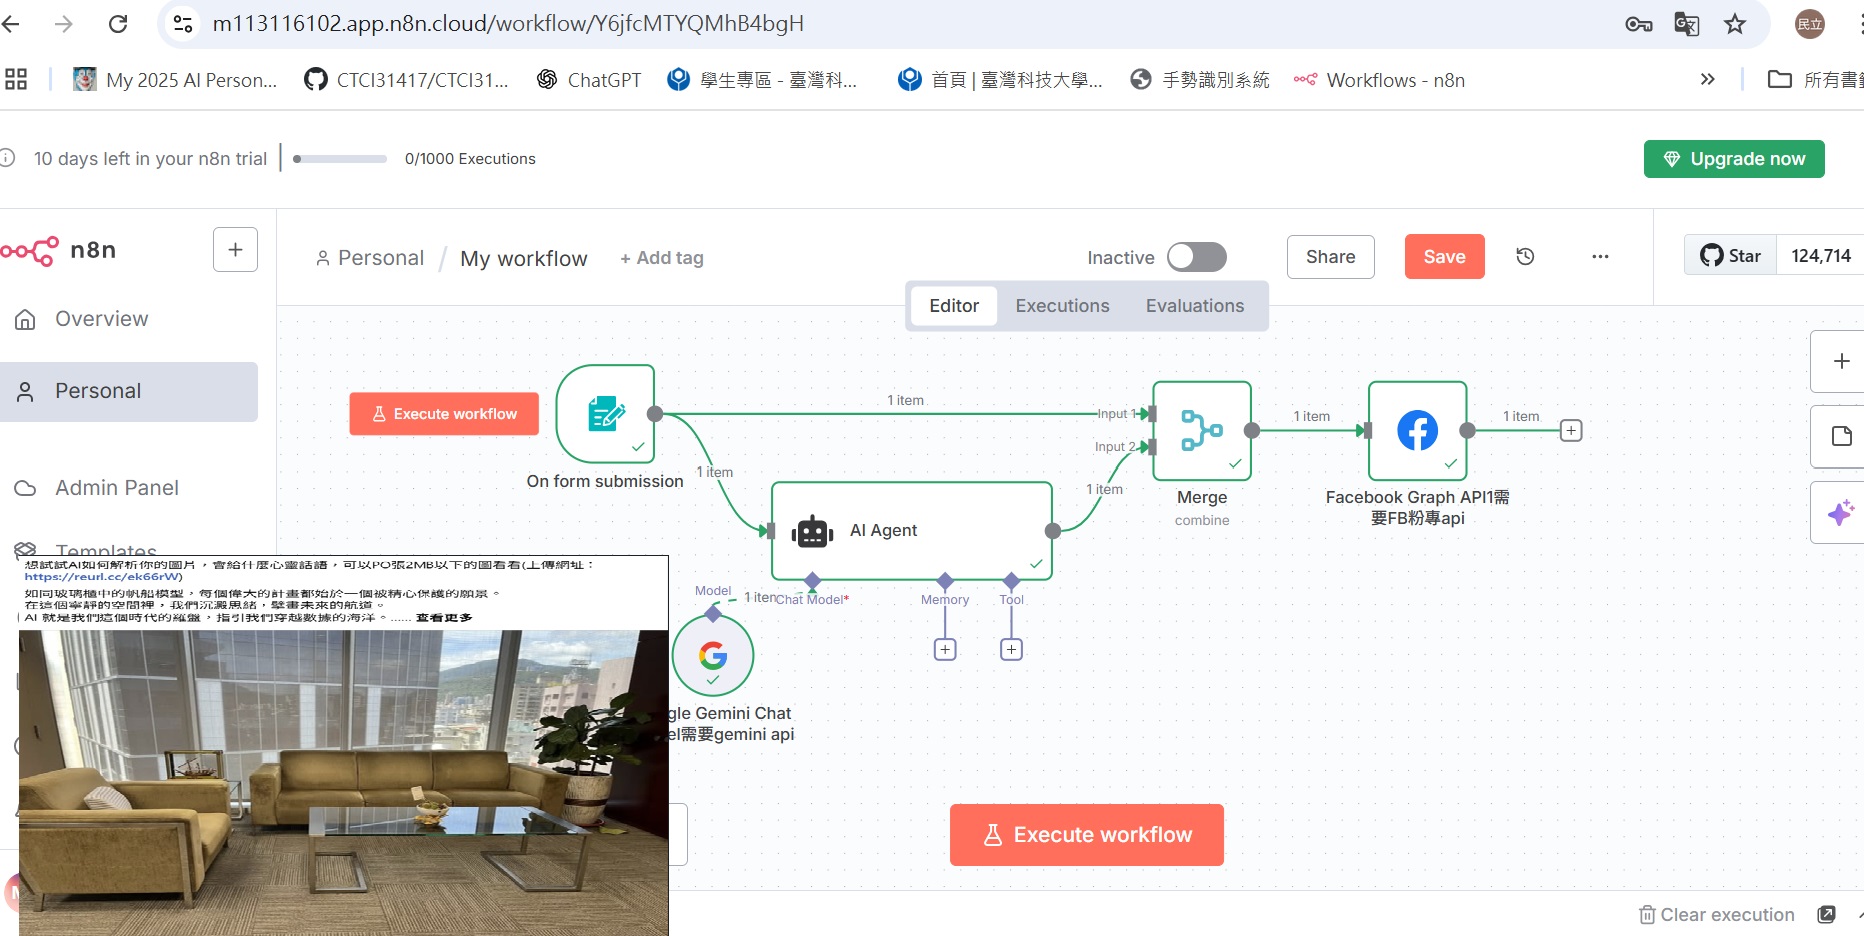 m113116102.app.n8n.cloud/workflow/Y6jfcMTYQMhB4bgH
民立
My 2025 AI Person...
CTCI31417/CTCI31...
ChatGPT
學生專區 - 臺灣科...
首頁 | 臺灣科技大學...
手勢識別系統
Workflows - n8n
所有書籤
10 days left in your n8n trial
0/1000 Executions
Upgrade now
n8n
Personal / My workflow
+ Add tag
Inactive
Share
Save
Star
124,714
Editor
Executions
Evaluations
Overview
Personal
Admin Panel
Templates
Execute workflow
On form submission
1 item
1 item
Input 1
Input 2
1 item
Merge
combine
1 item
Facebook Graph API1需
要FB粉專api
1 item
AI Agent
Model
1 item
Chat Model*
Memory
Tool
gle Gemini Chat
el需要gemini api
想試試AI如何解析你的圖片，會給什麼心靈話語，可以PO張2MB以下的圖看看(上傳網址：
https://reurl.cc/ek66rW)
如同玻璃櫃中的帆船模型，每個偉大的計畫都始於一個被精心保護的願景。
在這個寧靜的空間裡，我們沉澱思緒，擘畫未來的航道。
AI 就是我們這個時代的羅盤，指引我們穿越數據的海洋。...... 查看更多
Execute workflow
Clear execution